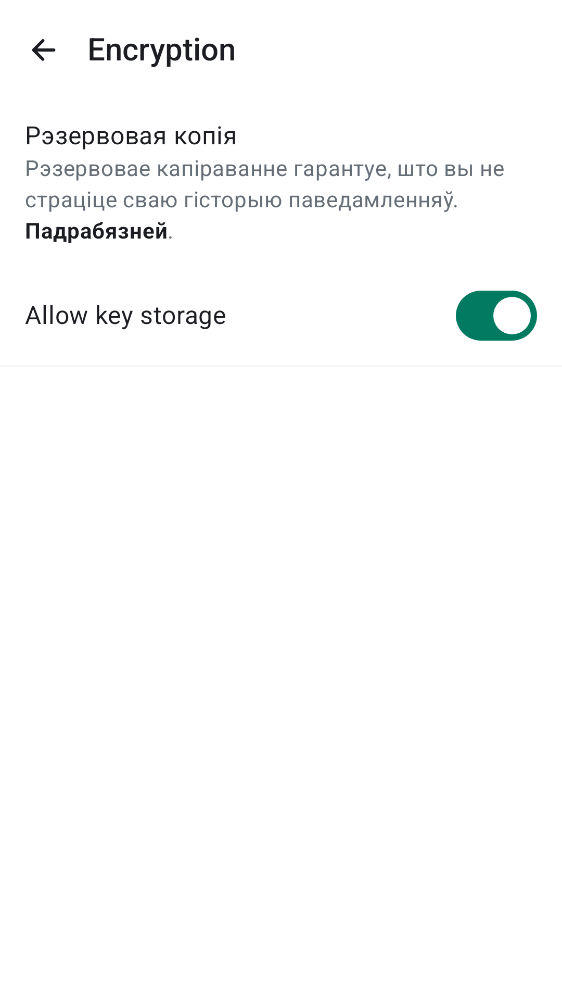 Encryption
Рэзервовая копія
Рэзервовае капіраванне гарантуе, што вы не
страціце сваю гісторыю паведамленняў.
Падрабязней.
Allow key storage